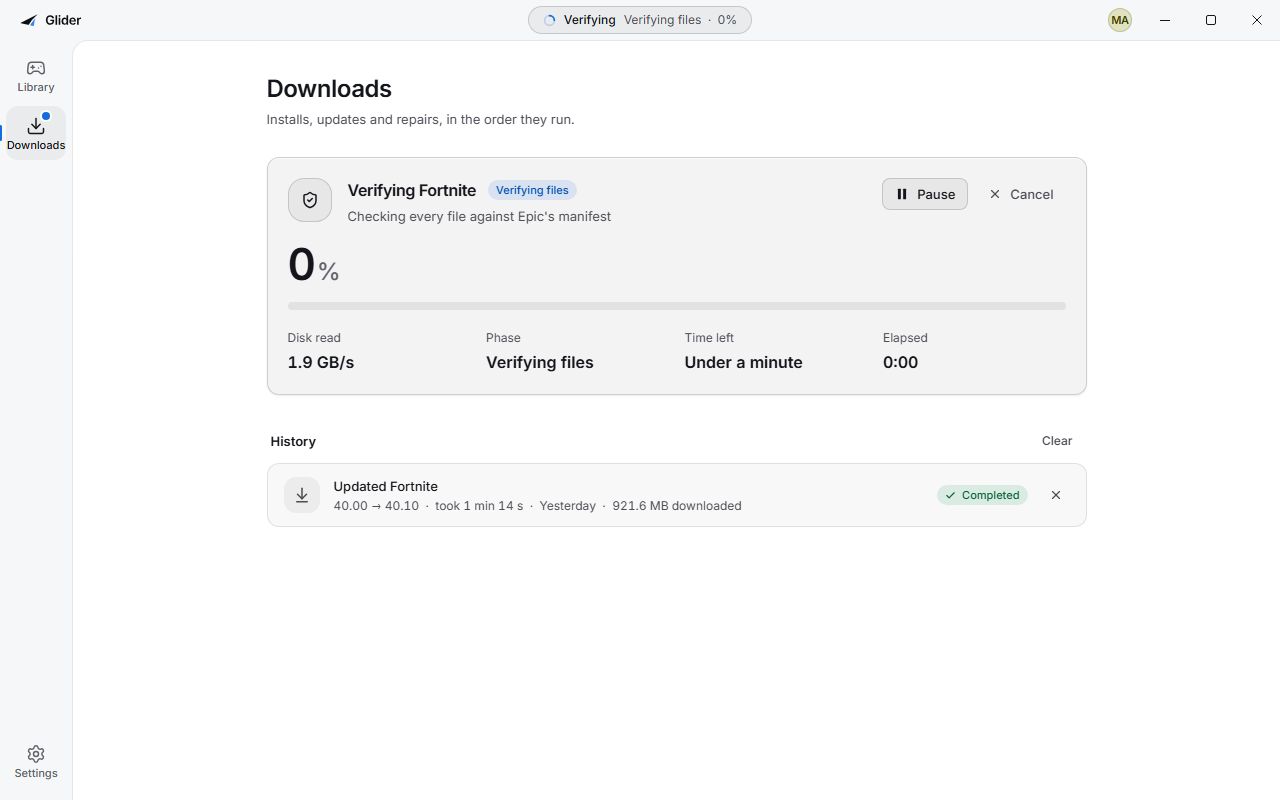 Glider
Verifying Verifying files · 0%
MA
Library
Downloads
Settings
Downloads
Installs, updates and repairs, in the order they run.
Verifying Fortnite Verifying files
Checking every file against Epic's manifest
Pause
Cancel
0%
Disk read
1.9 GB/s
Phase
Verifying files
Time left
Under a minute
Elapsed
0:00
History
Clear
Updated Fortnite
40.00 → 40.10 · took 1 min 14 s · Yesterday · 921.6 MB downloaded
Completed